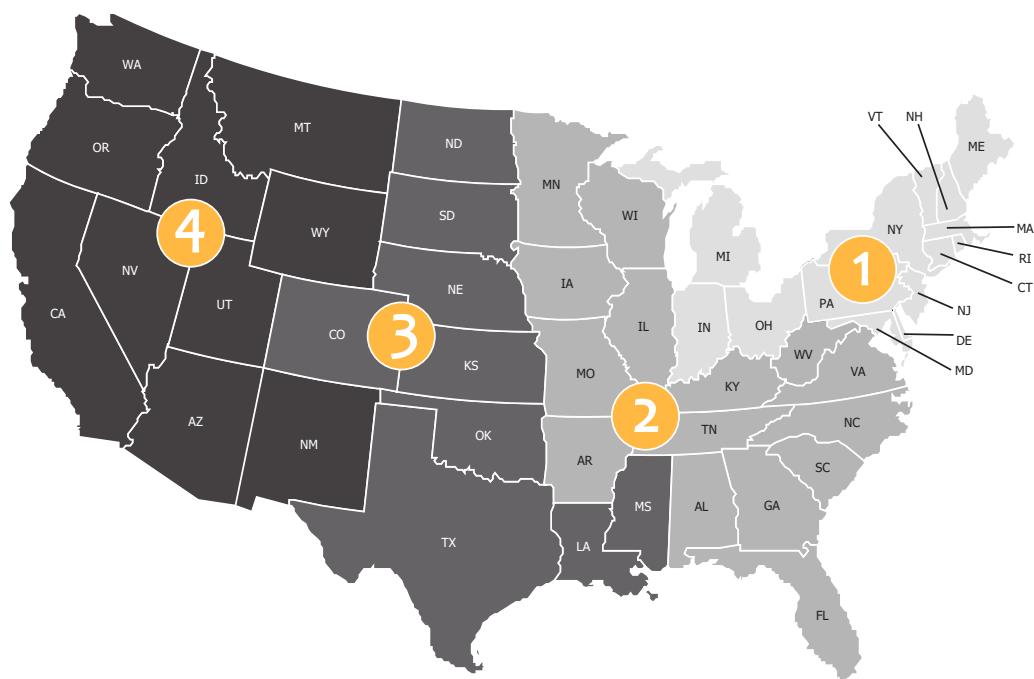 WA
OR
CA
NV
ID
4
MT
WY
UT
AZ
NM
ND
SD
NE
CO
3
KS
OK
TX
MN
IA
WI
IL
MO
2
AR
LA
MS
MI
IN
OH
KY
TN
AL
GA
FL
SC
NC
VA
WV
PA
1
NY
VT
NH
ME
MA
RI
CT
NJ
DE
MD